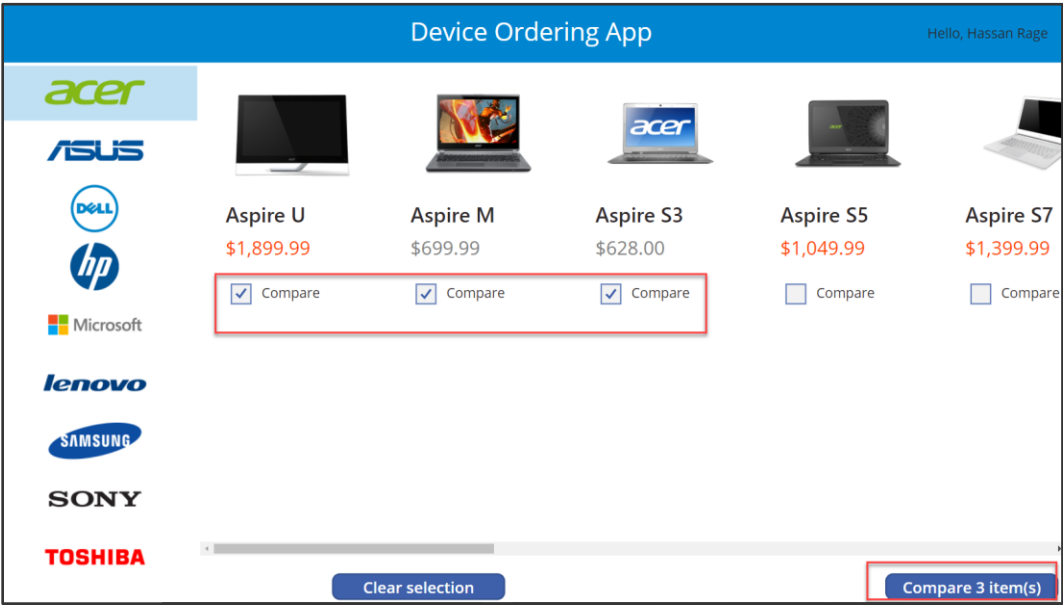 Device Ordering App
Hello, Hassan Rage
acer
ASUS
DELL
hp
Microsoft
lenovo
SAMSUNG
SONY
TOSHIBA
acer
Aspire U
Aspire M
Aspire S3
Aspire S5
Aspire S7
$1,899.99
$699.99
$628.00
$1,049.99
$1,399.99
Compare
Compare
Compare
Compare
Compare
Clear selection
Compare 3 item(s)